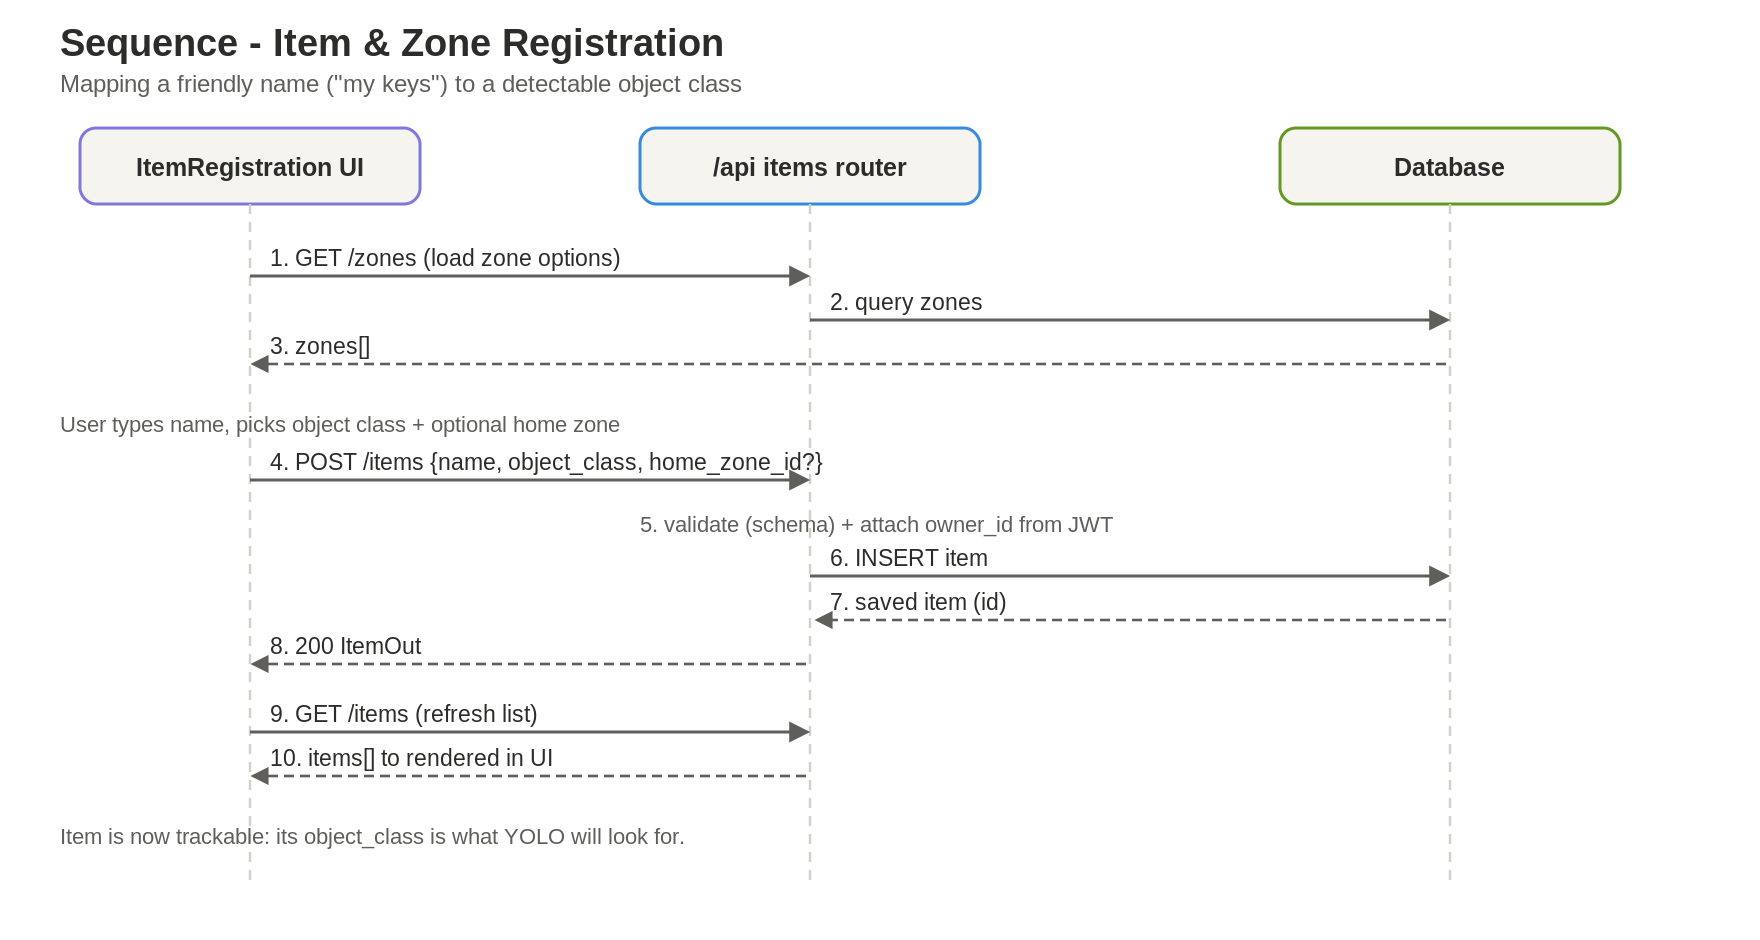 Sequence - Item & Zone Registration
Mapping a friendly name ("my keys") to a detectable object class
ItemRegistration UI
/api items router
Database
1. GET /zones (load zone options)
2. query zones
3. zones[]
User types name, picks object class + optional home zone
4. POST /items {name, object_class, home_zone_id?}
5. validate (schema) + attach owner_id from JWT
6. INSERT item
7. saved item (id)
8. 200 ItemOut
9. GET /items (refresh list)
10. items[] to rendered in UI
Item is now trackable: its object_class is what YOLO will look for.